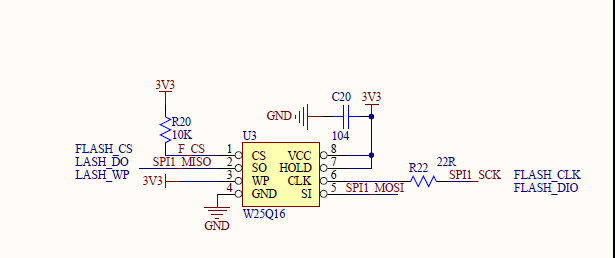 3V3
C20 3V3
GND
R20
10K
104
U3
FLASH_CS F_CS 1 CS VCC 8
LASH_DO SPI1_MISO 2 SO HOLD 7
LASH_WP 3V3 3 WP CLK 6 R22 22R SPI1_SCK FLASH_CLK
4 GND SI 5 SPI1_MOSI FLASH_DIO
W25Q16
GND